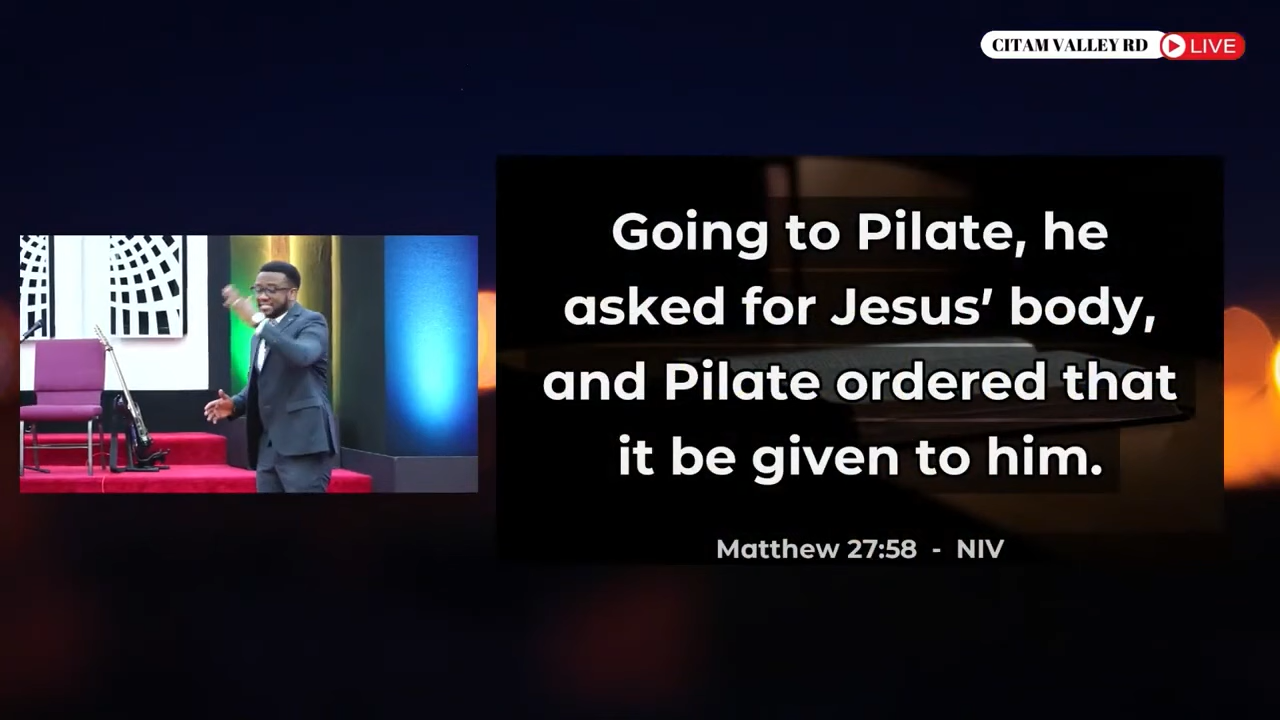 CITAM VALLEY RD LIVE
Going to Pilate, he
asked for Jesus’ body,
and Pilate ordered that
it be given to him.
Matthew 27:58 - NIV